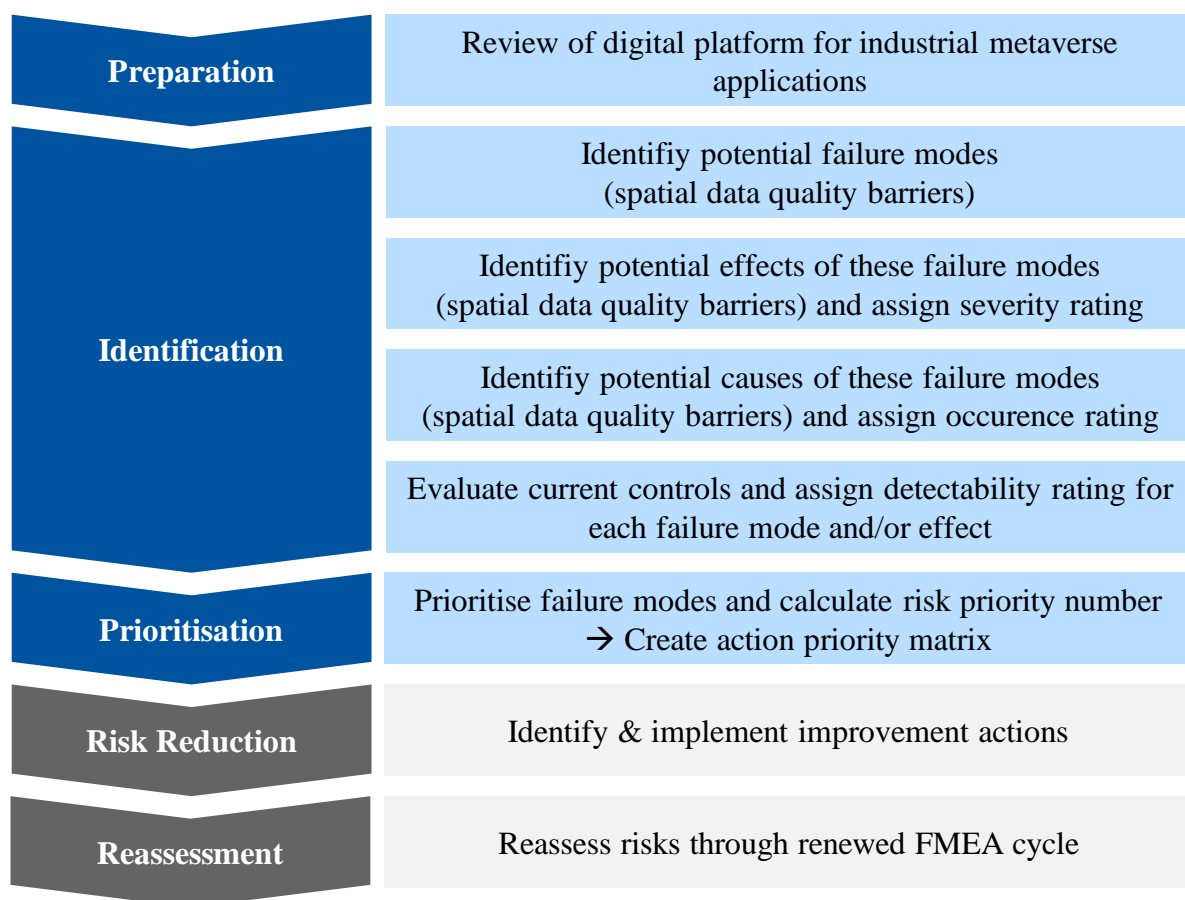 Preparation
Review of digital platform for industrial metaverse
applications
Identification
Identifiy potential failure modes
(spatial data quality barriers)
Identifiy potential effects of these failure modes
(spatial data quality barriers) and assign severity rating
Identifiy potential causes of these failure modes
(spatial data quality barriers) and assign occurence rating
Evaluate current controls and assign detectability rating for
each failure mode and/or effect
Prioritisation
Prioritise failure modes and calculate risk priority number
→ Create action priority matrix
Risk Reduction
Identify & implement improvement actions
Reassessment
Reassess risks through renewed FMEA cycle